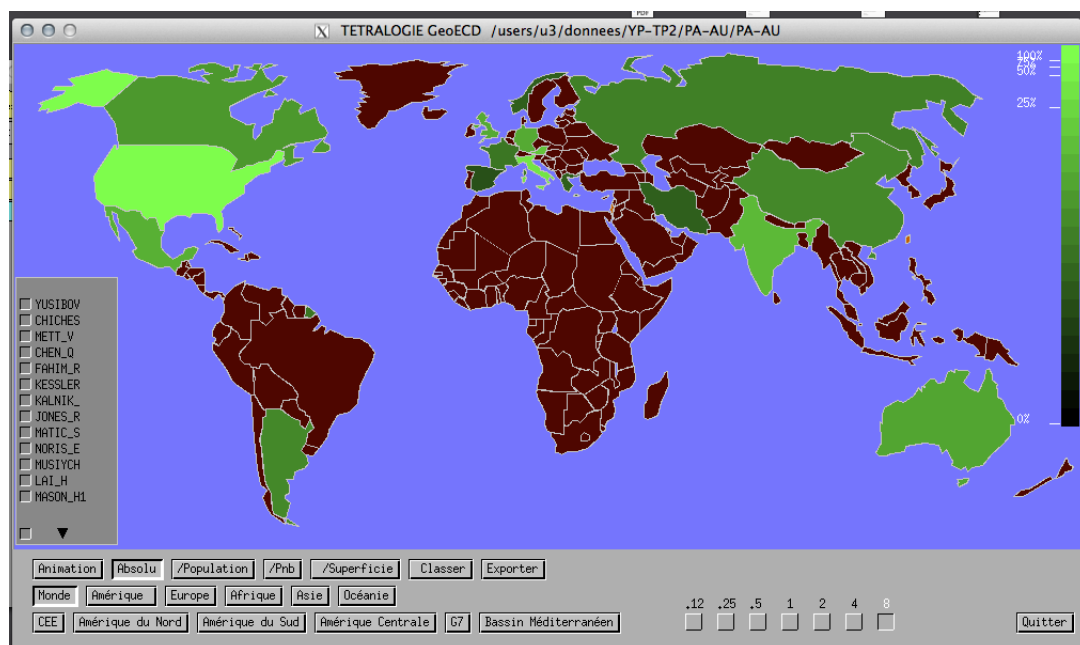 PDF
X TETRALOGIE GeoECD /users/u3/donnees/YP-TP2/PA-AU/PA-AU
100%
50%
25%
0%
YUSIBOV
CHICHES
METT_V
CHEN_Q
FAHIM_R
KESSLER
KALNIK_
JONES_R
MATIC_S
NORIS_E
MUSIYCH
LAI_H
MASON_H1
Animation Absolu /Population /Pnb /Superficie Classer Exporter
Monde Amérique Europe Afrique Asie Océanie
.12 .25 .5 1 2 4 8
CEE Amérique du Nord Amérique du Sud Amérique Centrale G7 Bassin Méditerranéen Quitter